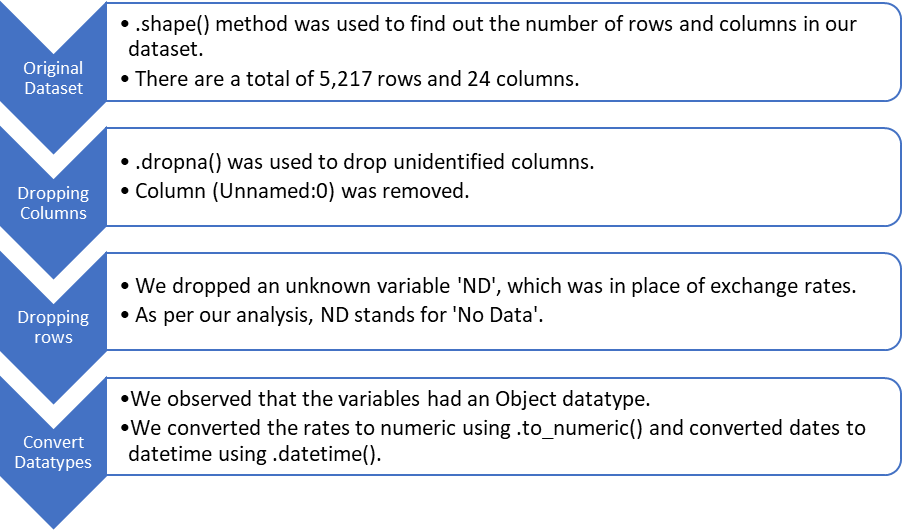 Original
Dataset
• .shape() method was used to find out the number of rows and columns in our
dataset.
• There are a total of 5,217 rows and 24 columns.
Dropping
Columns
• .dropna() was used to drop unidentified columns.
• Column (Unnamed:0) was removed.
Dropping
rows
• We dropped an unknown variable 'ND', which was in place of exchange rates.
• As per our analysis, ND stands for 'No Data'.
Convert
Datatypes
•We observed that the variables had an Object datatype.
•We converted the rates to numeric using .to_numeric() and converted dates to
datetime using .datetime().